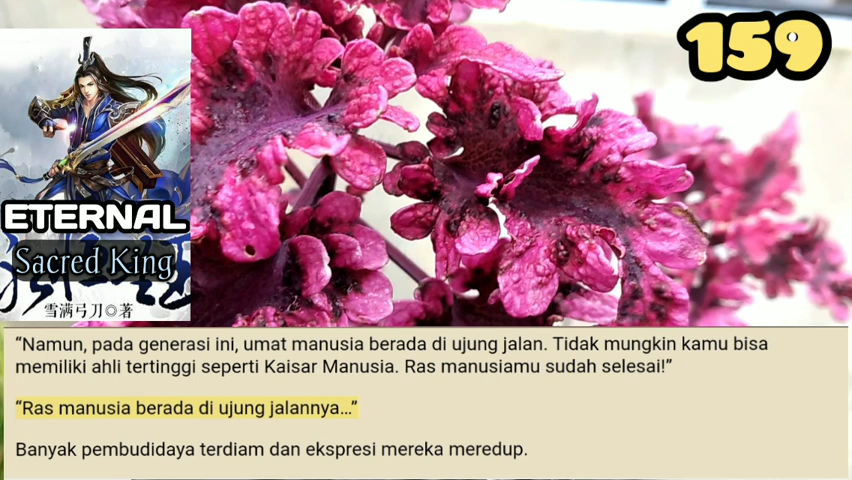 159
ETERNAL
Sacred King
雪满弓刀◎著
“Namun, pada generasi ini, umat manusia berada di ujung jalan. Tidak mungkin kamu bisa
memiliki ahli tertinggi seperti Kaisar Manusia. Ras manusiamu sudah selesai!”
“Ras manusia berada di ujung jalannya…”
Banyak pembudidaya terdiam dan ekspresi mereka meredup.